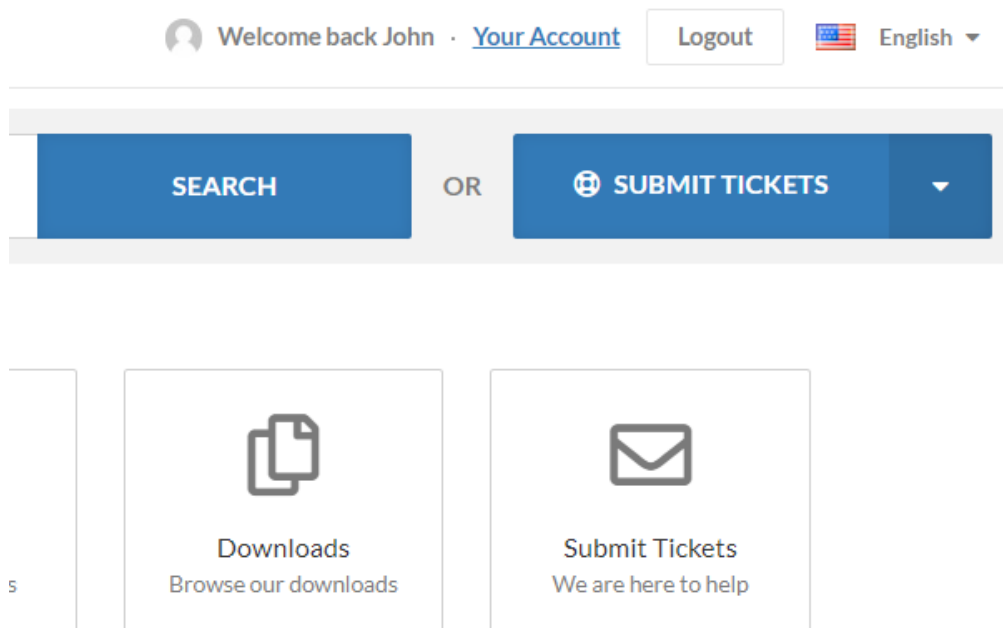 Welcome back John · Your Account Logout English
SEARCH OR SUBMIT TICKETS
Downloads Submit Tickets
s Browse our downloads We are here to help